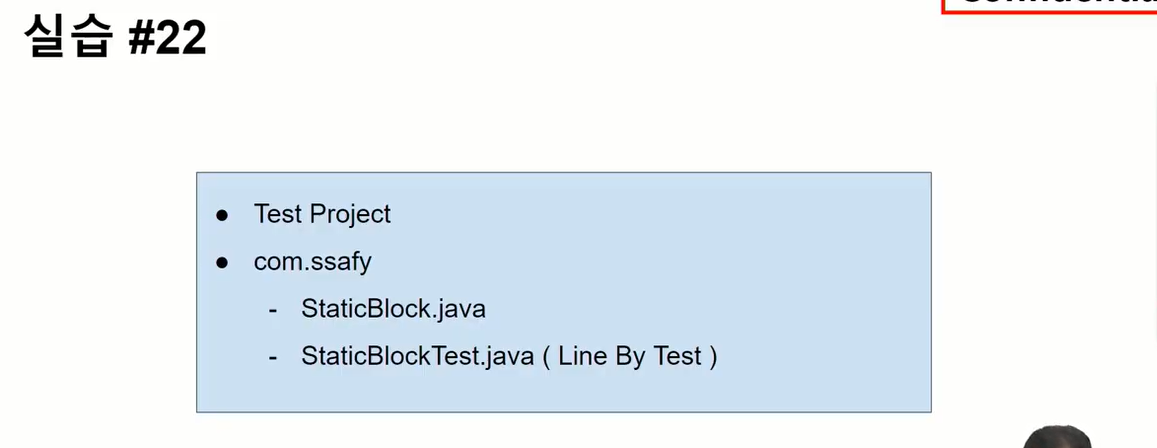 실습 #22
● Test Project
● com.ssafy
- StaticBlock.java
- StaticBlockTest.java ( Line By Test )